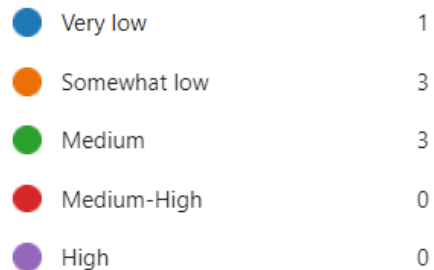 Very low 1
Somewhat low 3
Medium 3
Medium-High 0
High 0